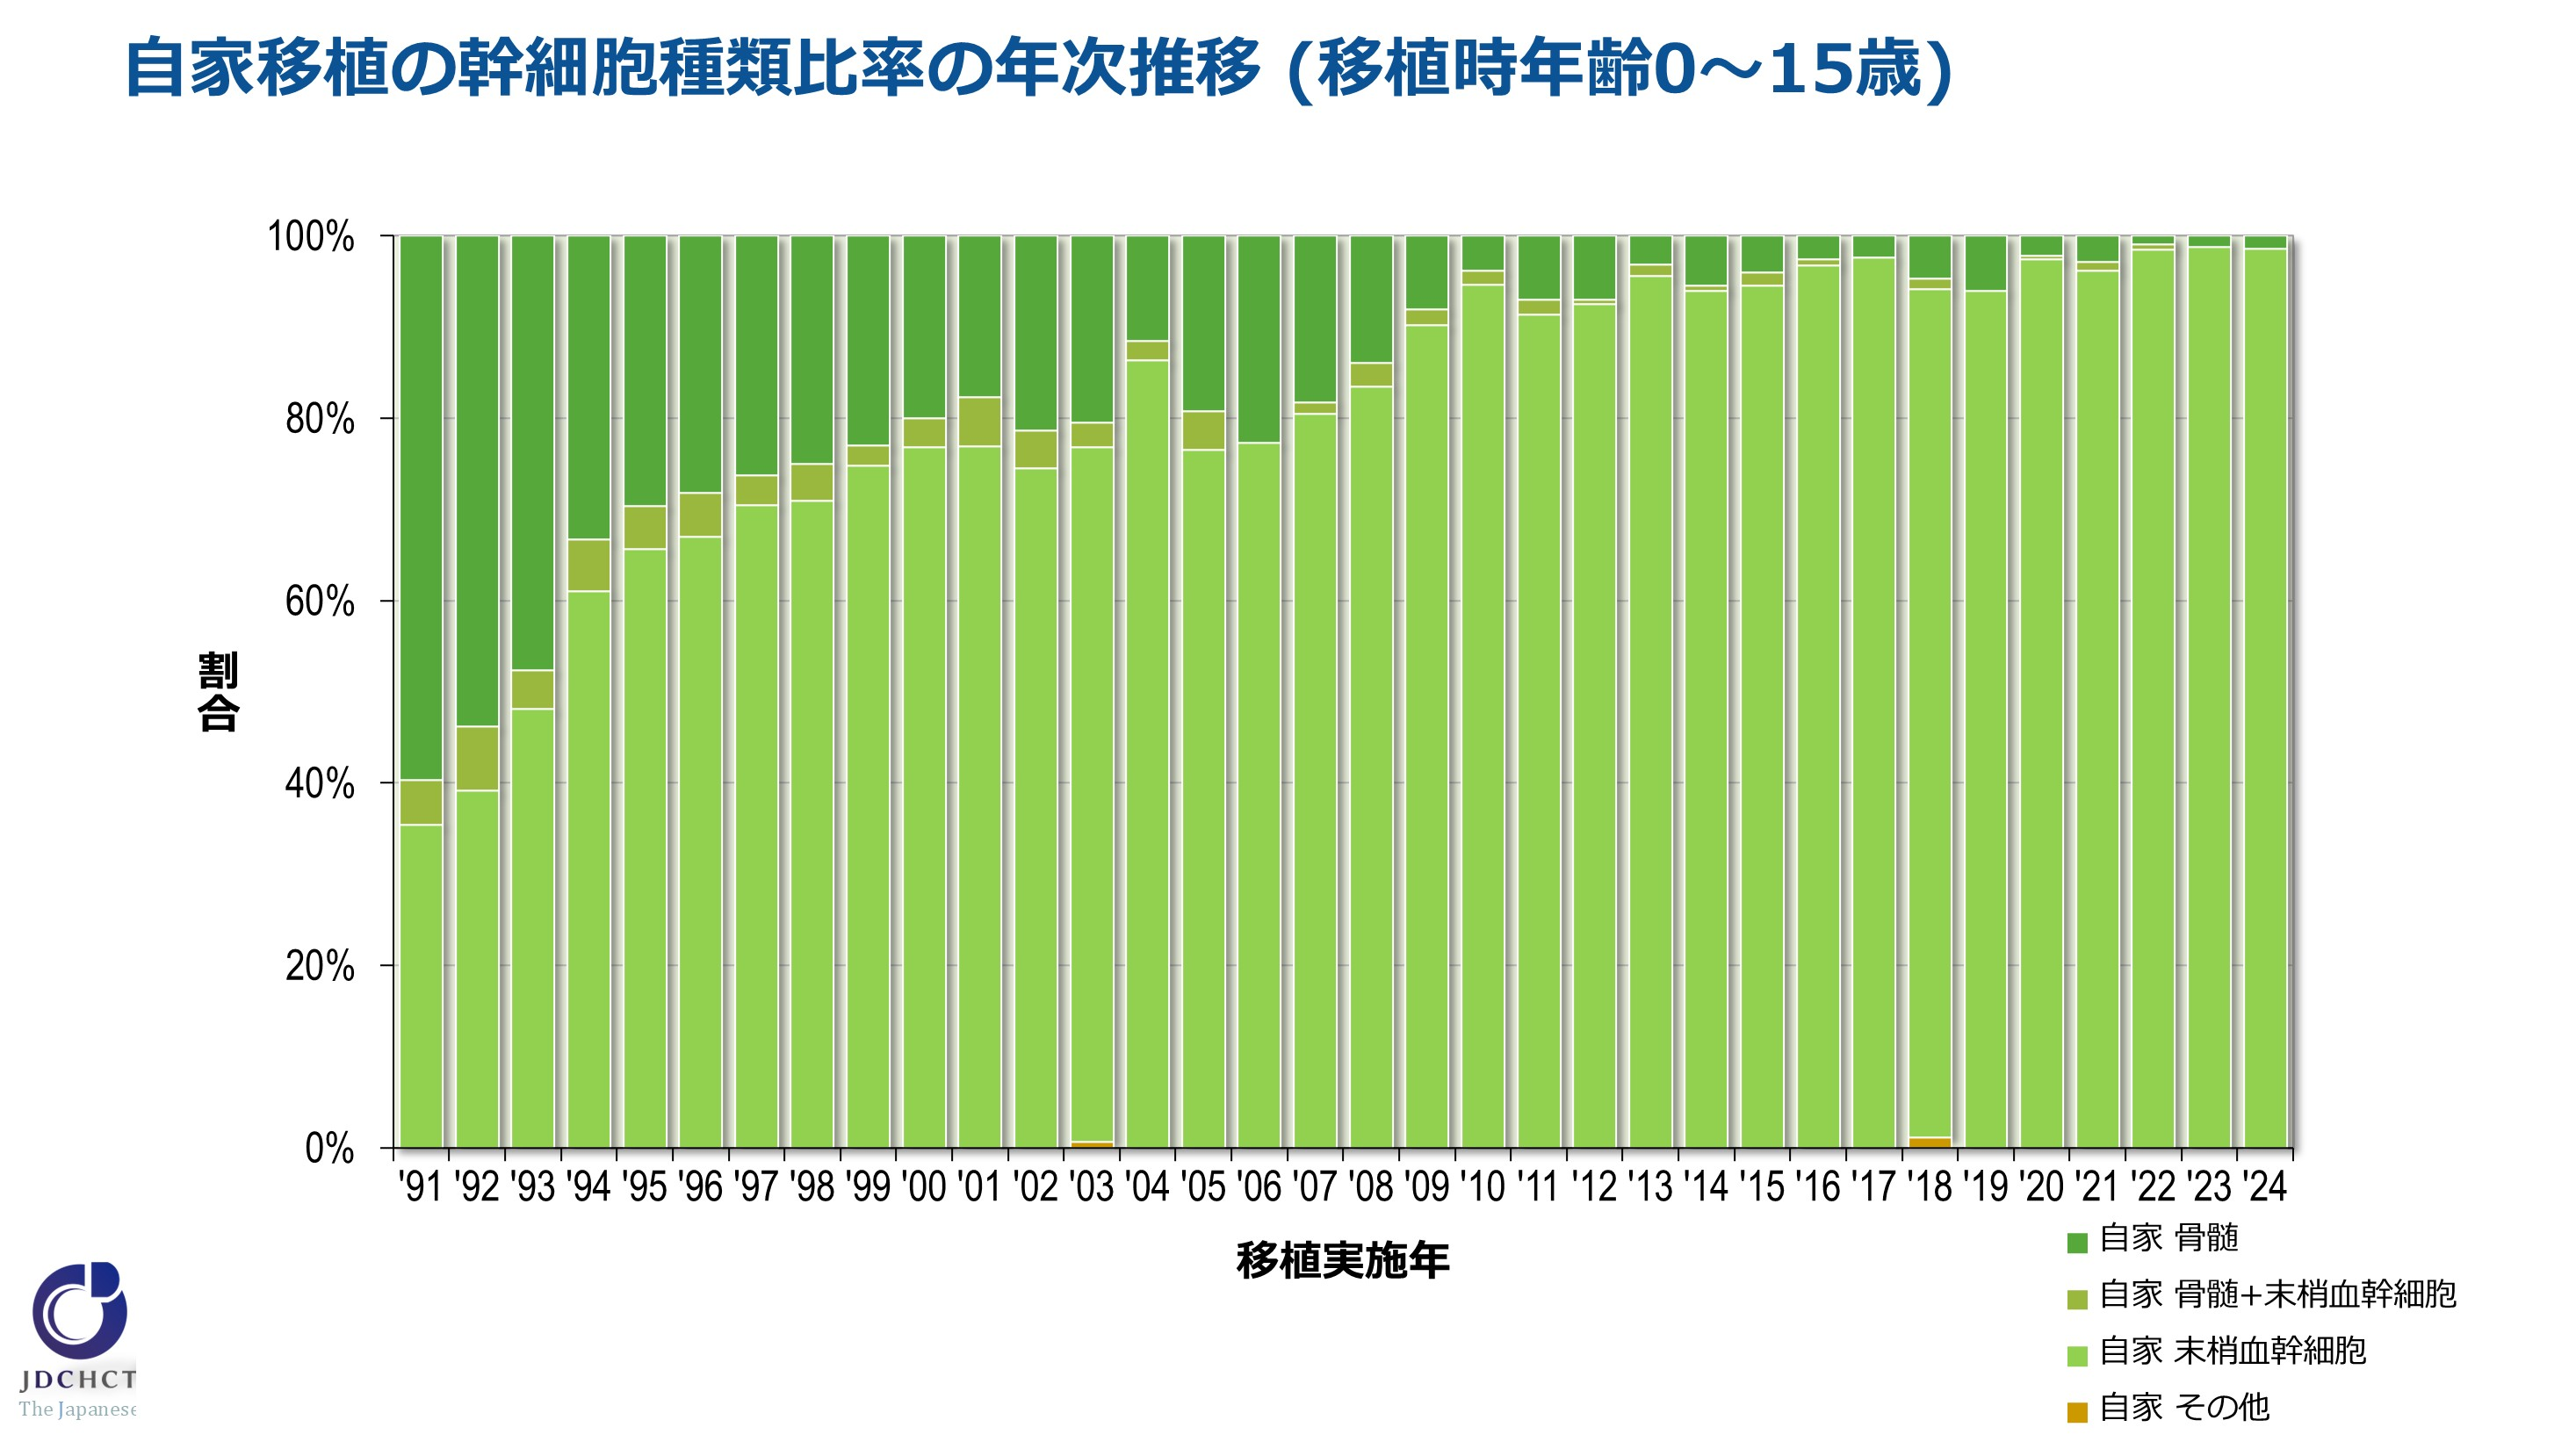 自家移植の幹細胞種類比率の年次推移 (移植時年齢0～15歳)
100%
80%
60%
40%
20%
0%
割合
'91 '92 '93 '94 '95 '96 '97 '98 '99 '00 '01 '02 '03 '04 '05 '06 '07 '08 '09 '10 '11 '12 '13 '14 '15 '16 '17 '18 '19 '20 '21 '22 '23 '24
移植実施年
自家 骨髄
自家 骨髄+末梢血幹細胞
自家 末梢血幹細胞
自家 その他
JDCHCT
The Japanese